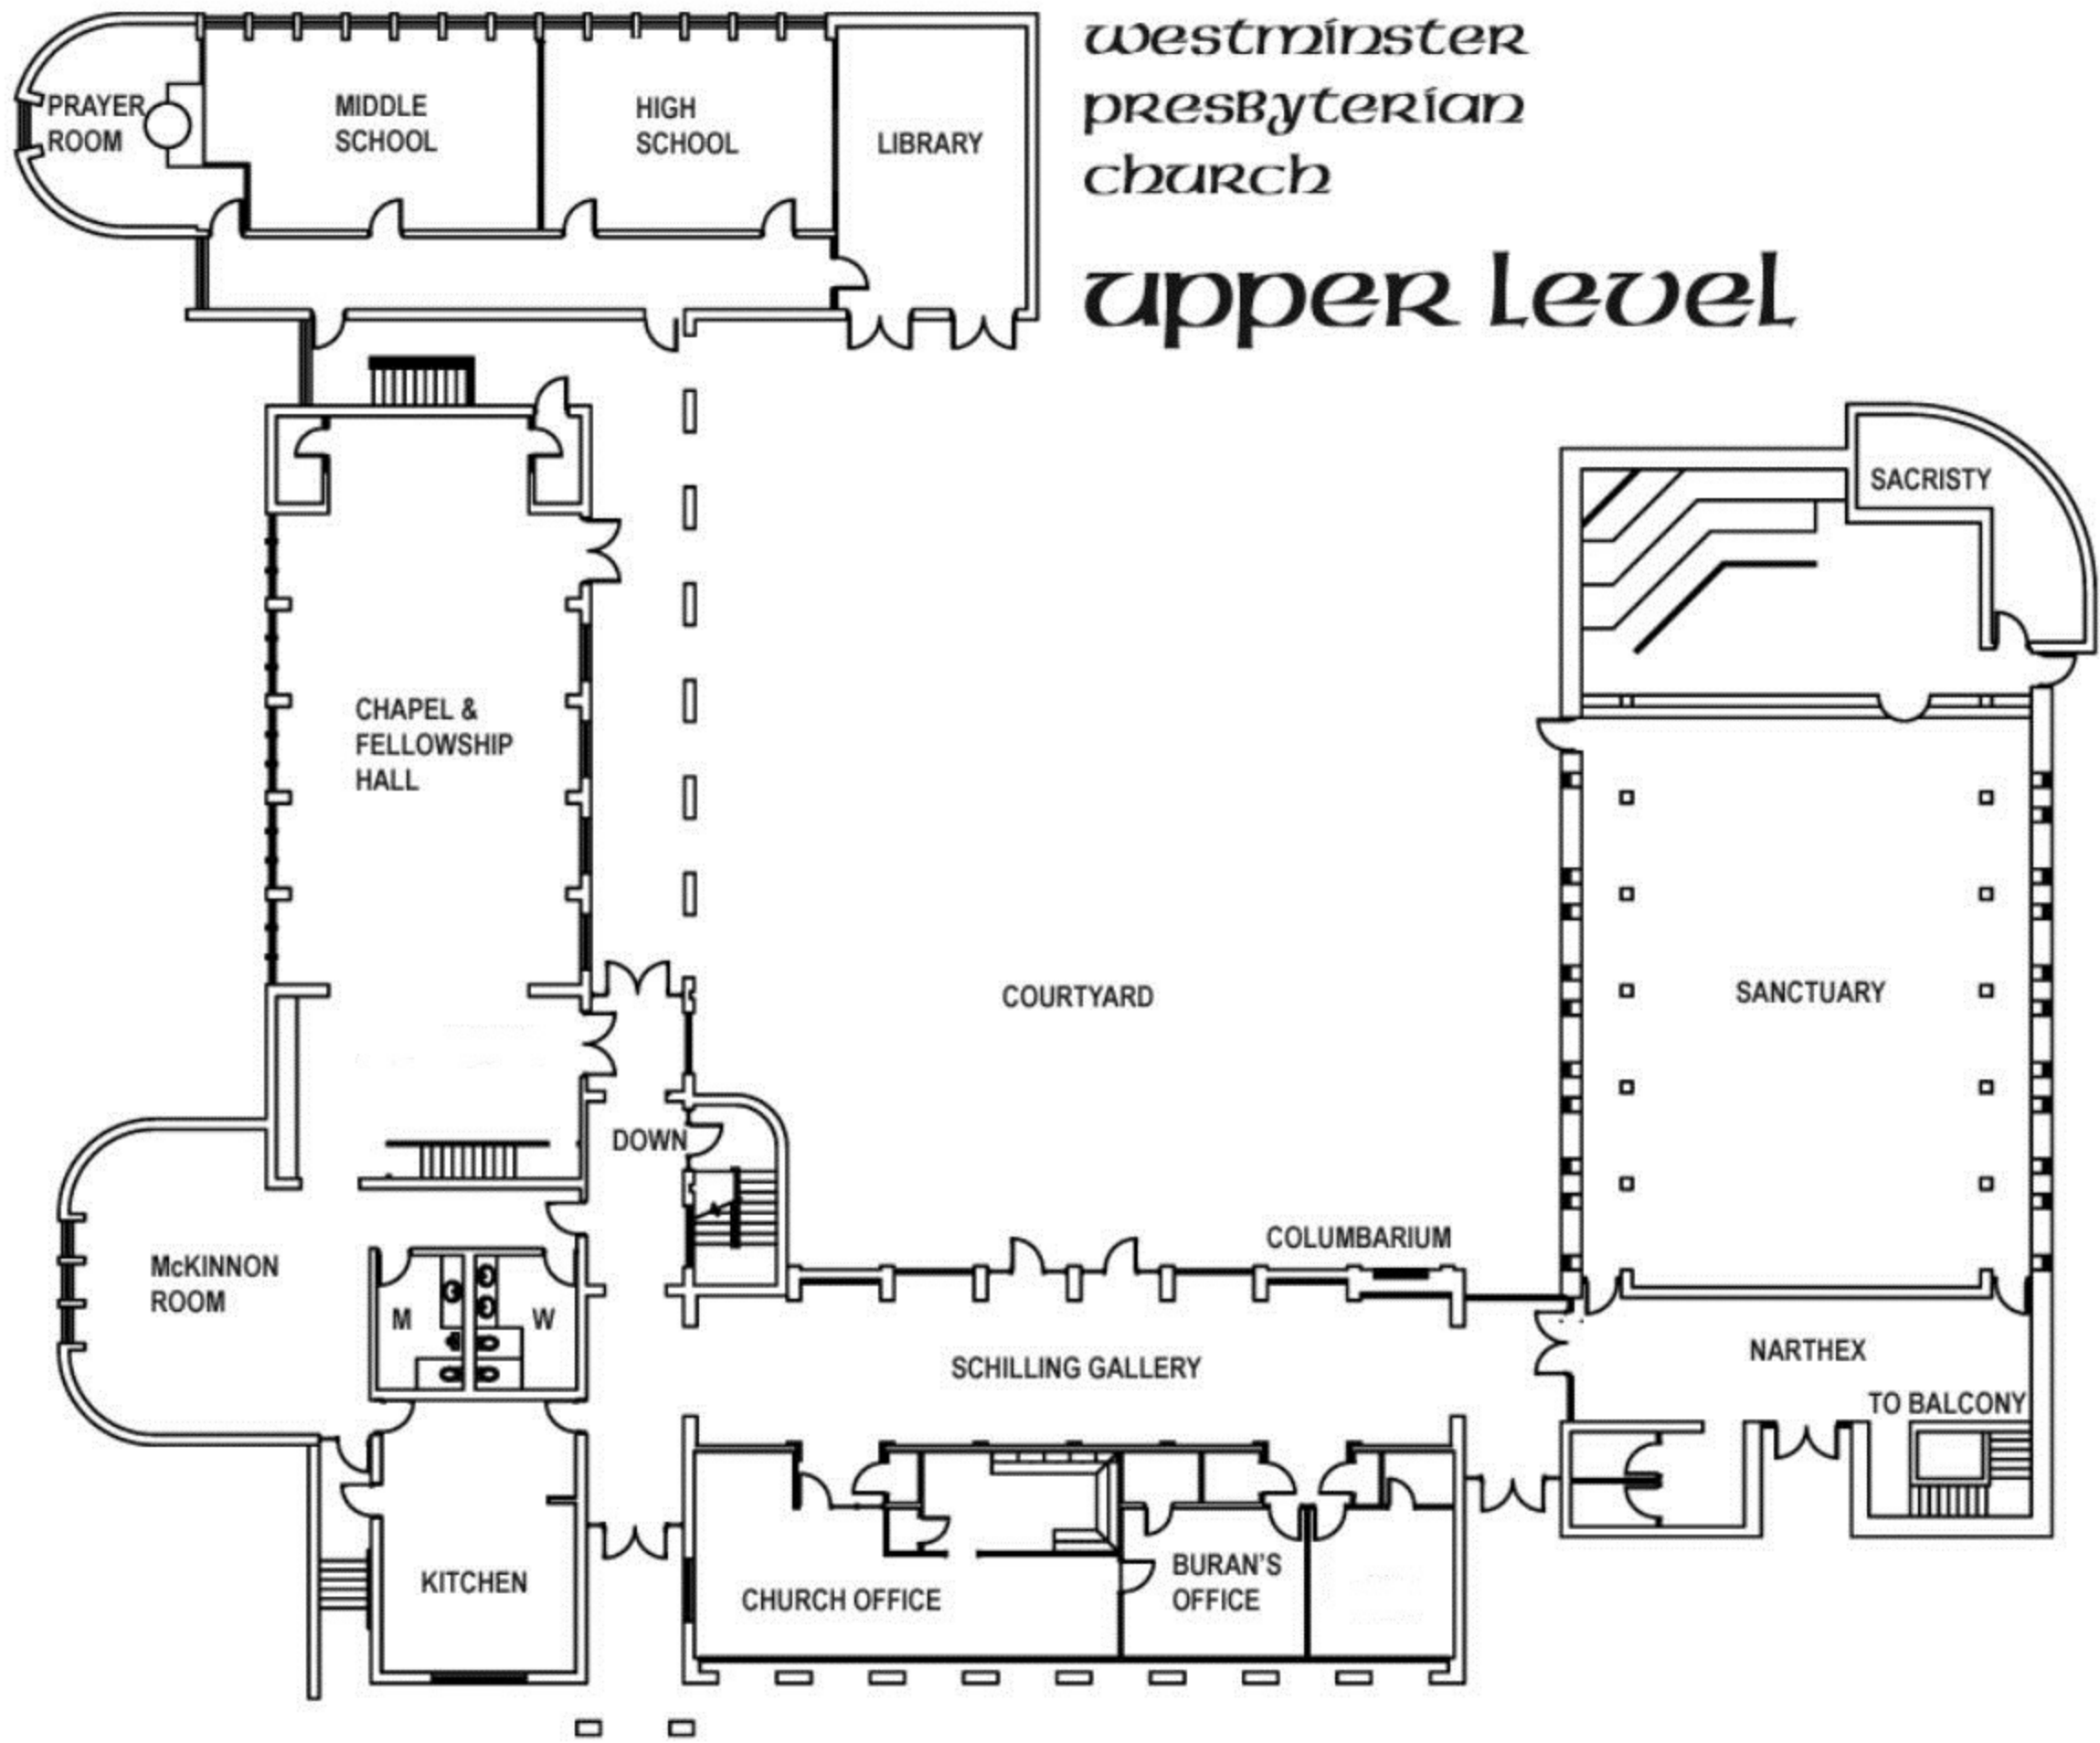 westminster
presbyterian
church
upper level
PRAYER
ROOM
MIDDLE
SCHOOL
HIGH
SCHOOL
LIBRARY
SACRISTY
CHAPEL &
FELLOWSHIP
HALL
COURTYARD
SANCTUARY
DOWN
COLUMBARIUM
McKINNON
ROOM
M
W
SCHILLING GALLERY
NARTHEX
TO BALCONY
KITCHEN
CHURCH OFFICE
BURAN'S
OFFICE